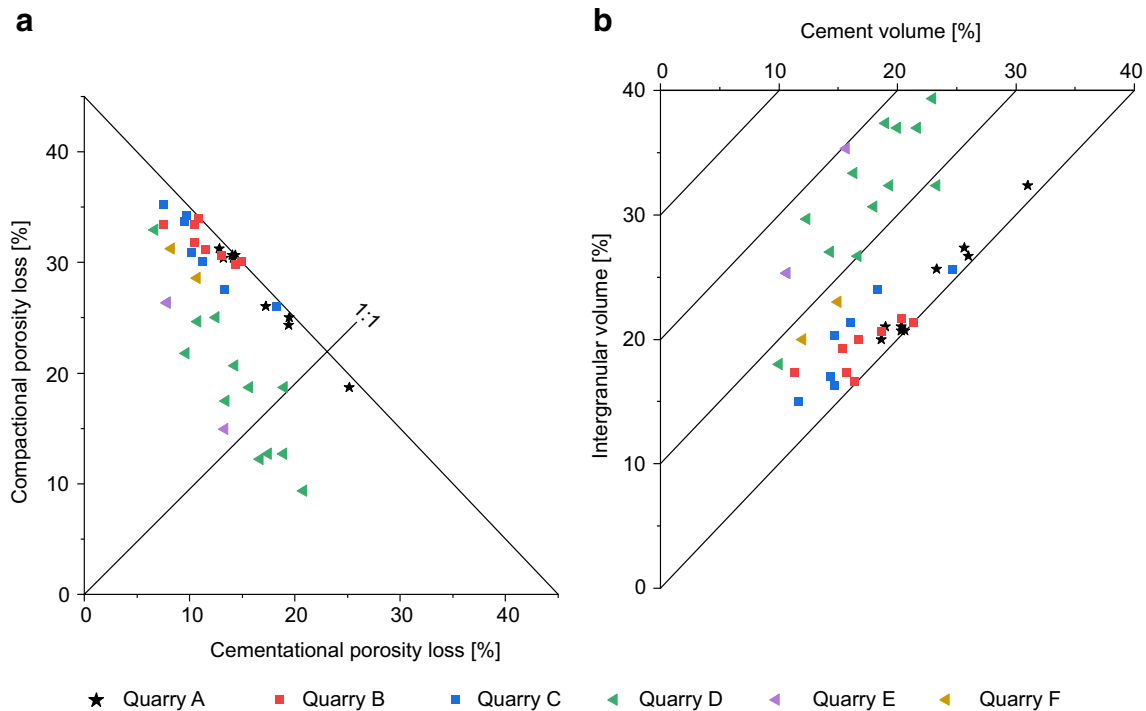 a
Compactional porosity loss [%]
40
30
20
10
0
1:1
0 10 20 30 40
Cementational porosity loss [%]
b
Cement volume [%]
0 10 20 30 40
Intergranular volume [%]
40
30
20
10
0
Quarry A Quarry B Quarry C Quarry D Quarry E Quarry F